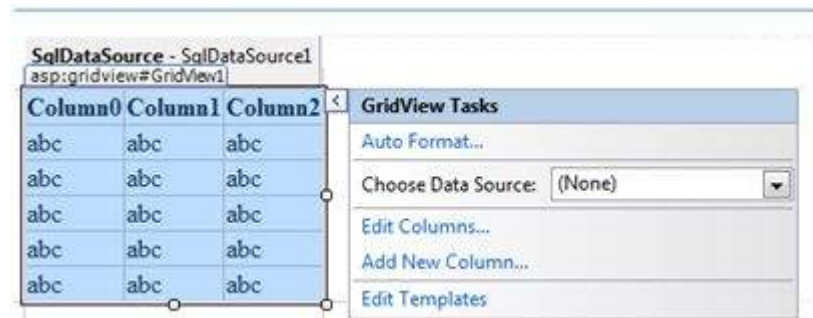 SqlDataSource - SqlDataSource1
asp:gridview#GridView1
Column0 Column1 Column2
abc abc abc
abc abc abc
abc abc abc
abc abc abc
abc abc abc
GridView Tasks
Auto Format...
Choose Data Source: (None)
Edit Columns...
Add New Column...
Edit Templates